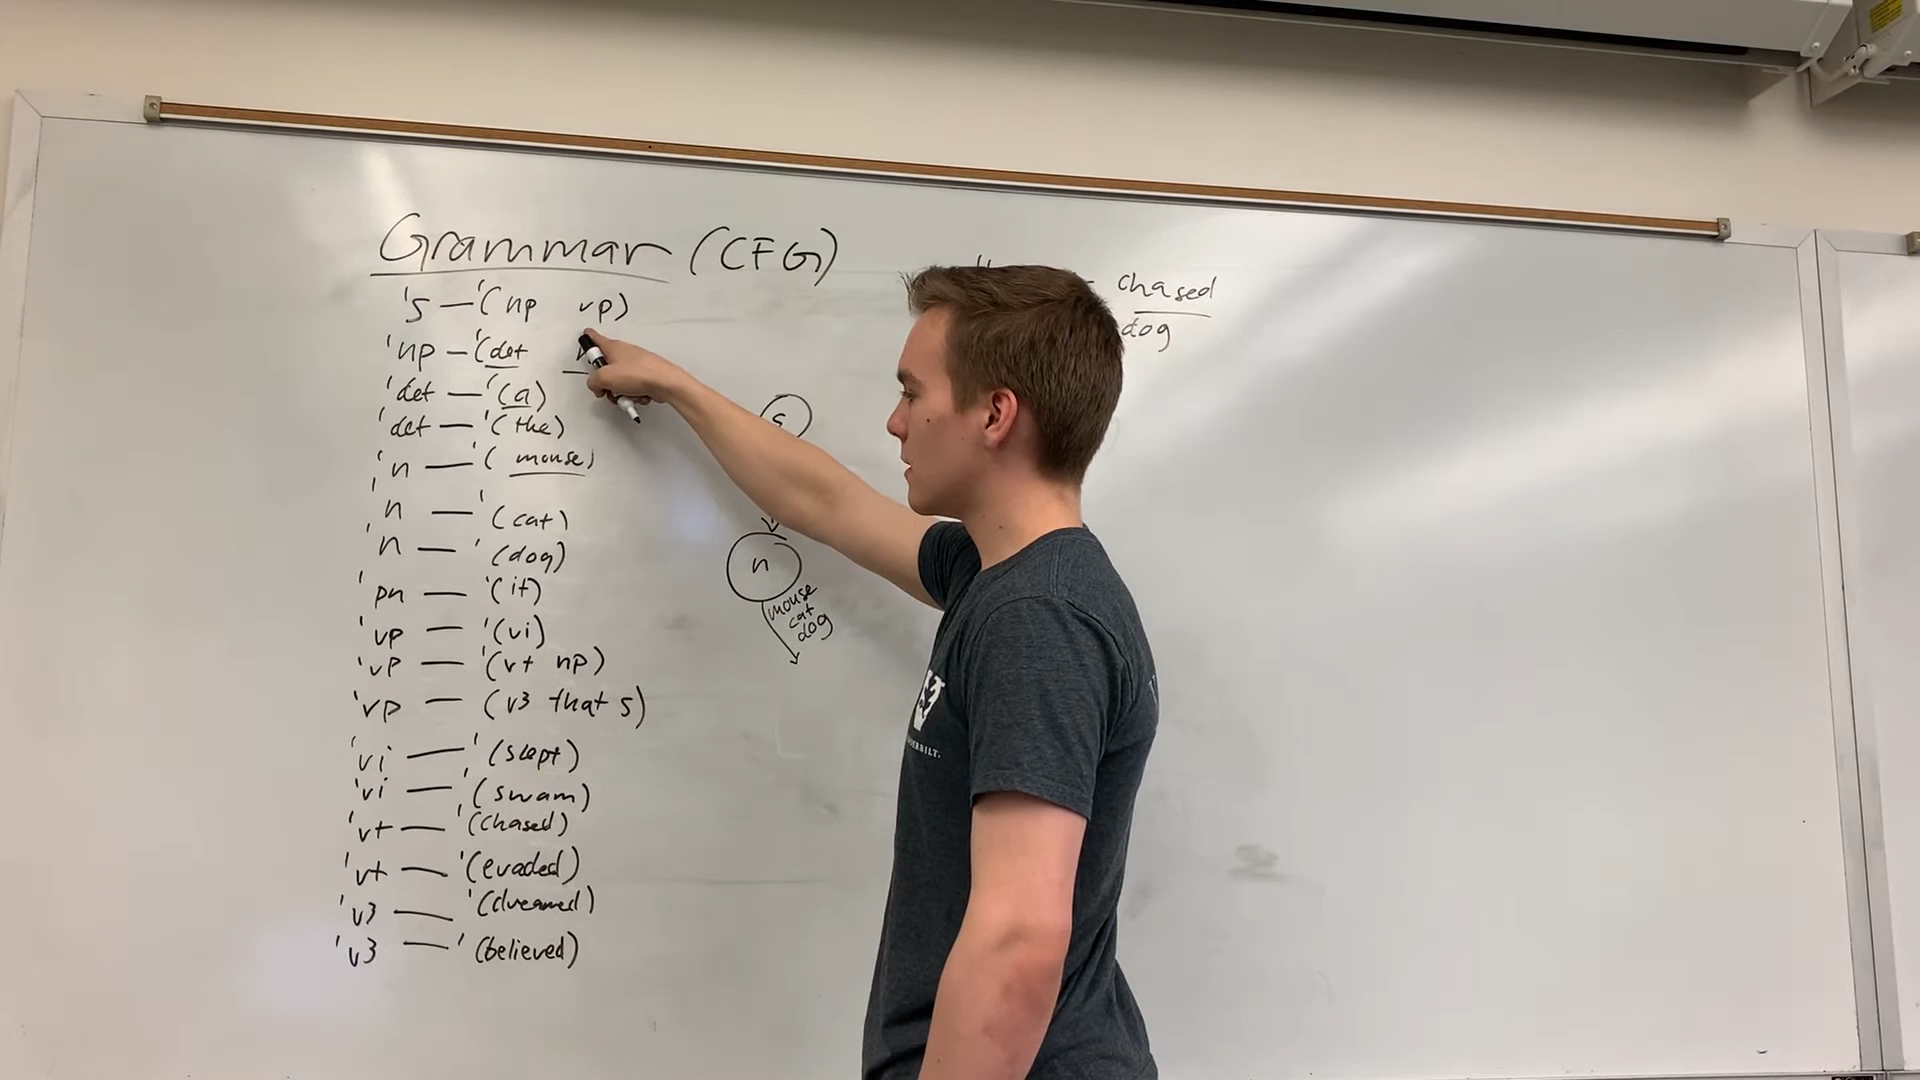 Grammar (CFG)
's — '(np vp)
'np — '(det
'det — '(a)
'det — '(the)
'n — '(mouse)
'n — '(cat)
'n — '(dog)
'pn — '(it)
'vp — '(vi)
'vp — '(vt np)
'vp — (v3 that s)
'vi — '(slept)
'vi — '(swam)
'vt — '(chased)
'vt — '(evaded)
'v3 — '(dreamed)
'v3 — '(believed)
s
n
mouse
cat
dog
chased
dog